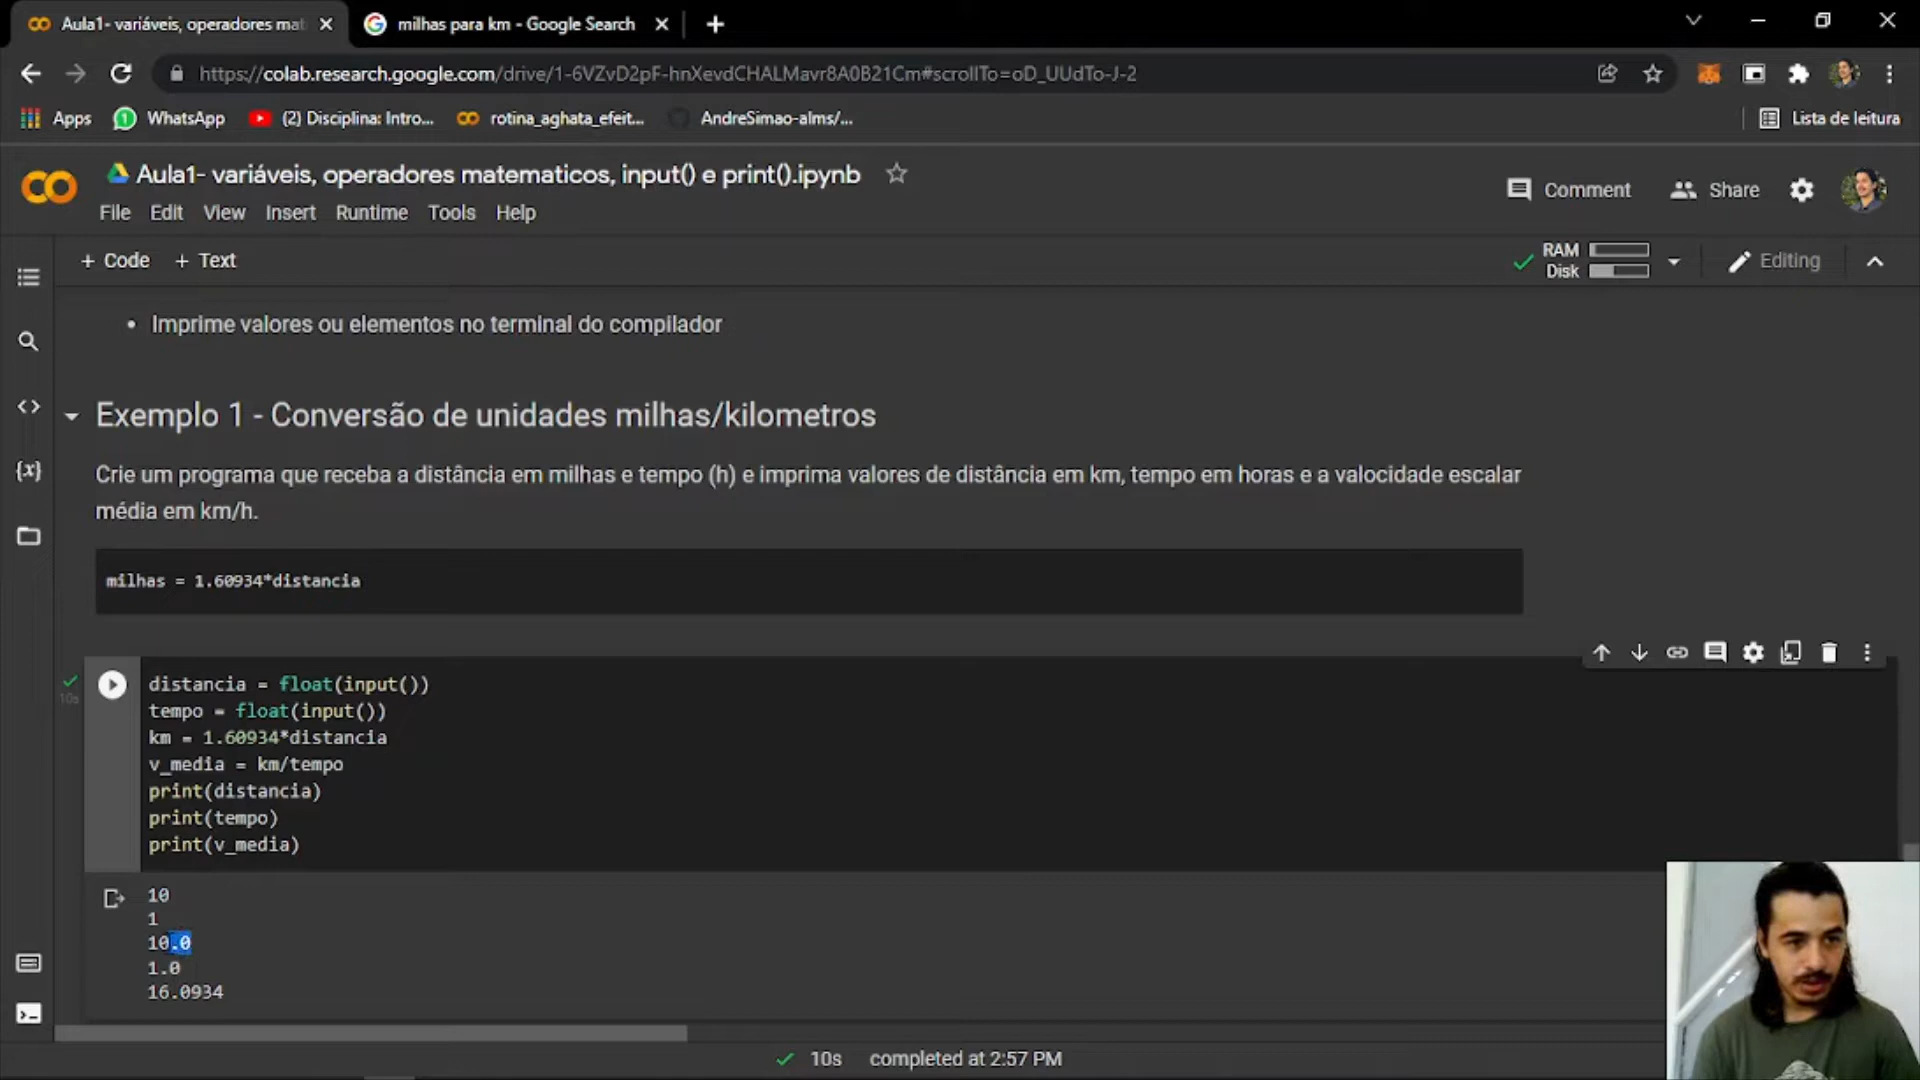 Aula1- variáveis, operadores mat
milhas para km - Google Search
https://colab.research.google.com/drive/1-6VZvD2pF-hnXevdCHALMavr8A0B21Cm#scrollTo=oD_UUdTo-J-2
Apps
WhatsApp
(2) Disciplina: Intro...
rotina_aghata_efeit...
AndreSimao-alms/...
Lista de leitura
Aula1- variáveis, operadores matematicos, input() e print().ipynb
Comment
Share
File Edit View Insert Runtime Tools Help
+ Code + Text
RAM
Disk
Editing
• Imprime valores ou elementos no terminal do compilador
Exemplo 1 - Conversão de unidades milhas/kilometros
Crie um programa que receba a distância em milhas e tempo (h) e imprima valores de distância em km, tempo em horas e a valocidade escalar
média em km/h.
milhas = 1.60934*distancia
10s
distancia = float(input())
tempo = float(input())
km = 1.60934*distancia
v_media = km/tempo
print(distancia)
print(tempo)
print(v_media)
10
1
10.0
1.0
16.0934
10s completed at 2:57 PM